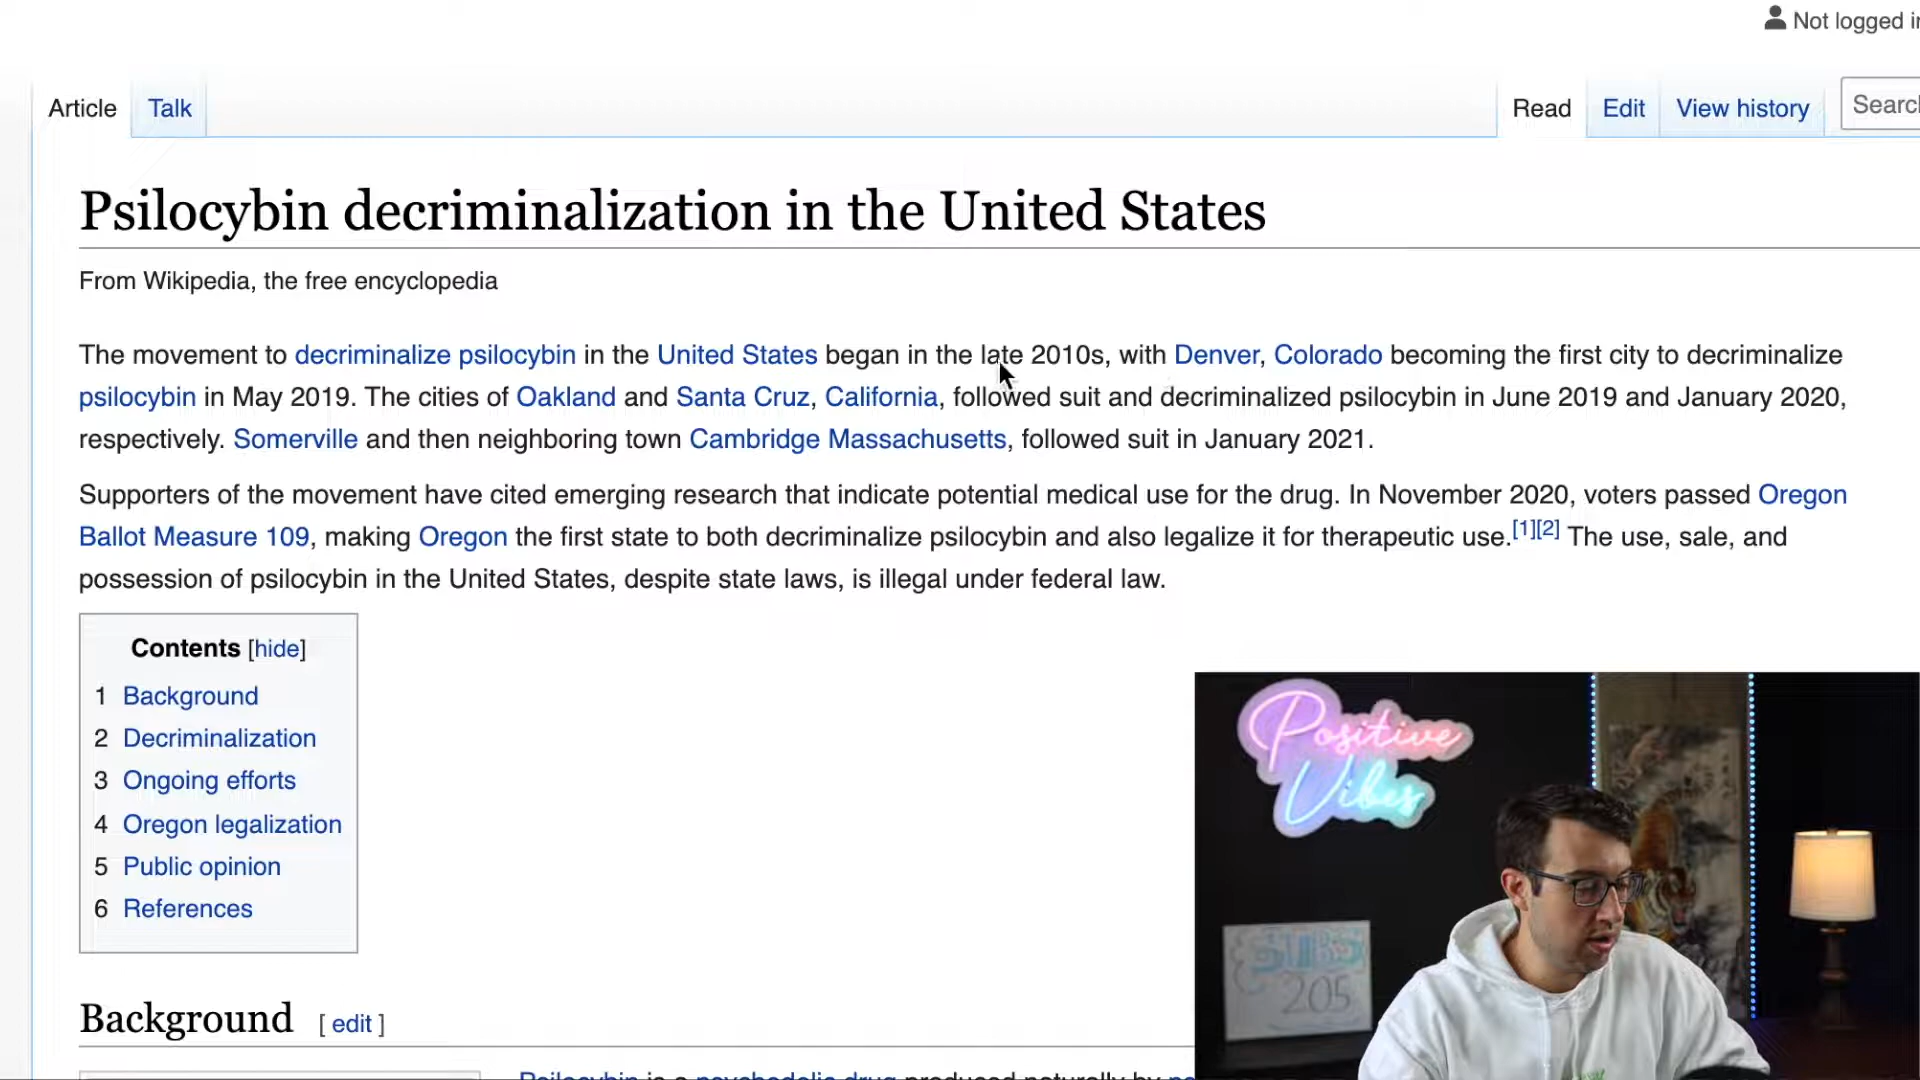 Not logged i
Article
Talk
Read
Edit
View history
Searc
Psilocybin decriminalization in the United States
From Wikipedia, the free encyclopedia
The movement to decriminalize psilocybin in the United States began in the late 2010s, with Denver, Colorado becoming the first city to decriminalize
psilocybin in May 2019. The cities of Oakland and Santa Cruz, California, followed suit and decriminalized psilocybin in June 2019 and January 2020,
respectively. Somerville and then neighboring town Cambridge Massachusetts, followed suit in January 2021.
Supporters of the movement have cited emerging research that indicate potential medical use for the drug. In November 2020, voters passed Oregon
Ballot Measure 109, making Oregon the first state to both decriminalize psilocybin and also legalize it for therapeutic use.[1][2] The use, sale, and
possession of psilocybin in the United States, despite state laws, is illegal under federal law.
Contents [hide]
1 Background
2 Decriminalization
3 Ongoing efforts
4 Oregon legalization
5 Public opinion
6 References
Background [ edit ]
Psilocybin is a psychedelic drug produced naturally by
Positive
Vibes
SUBS
205